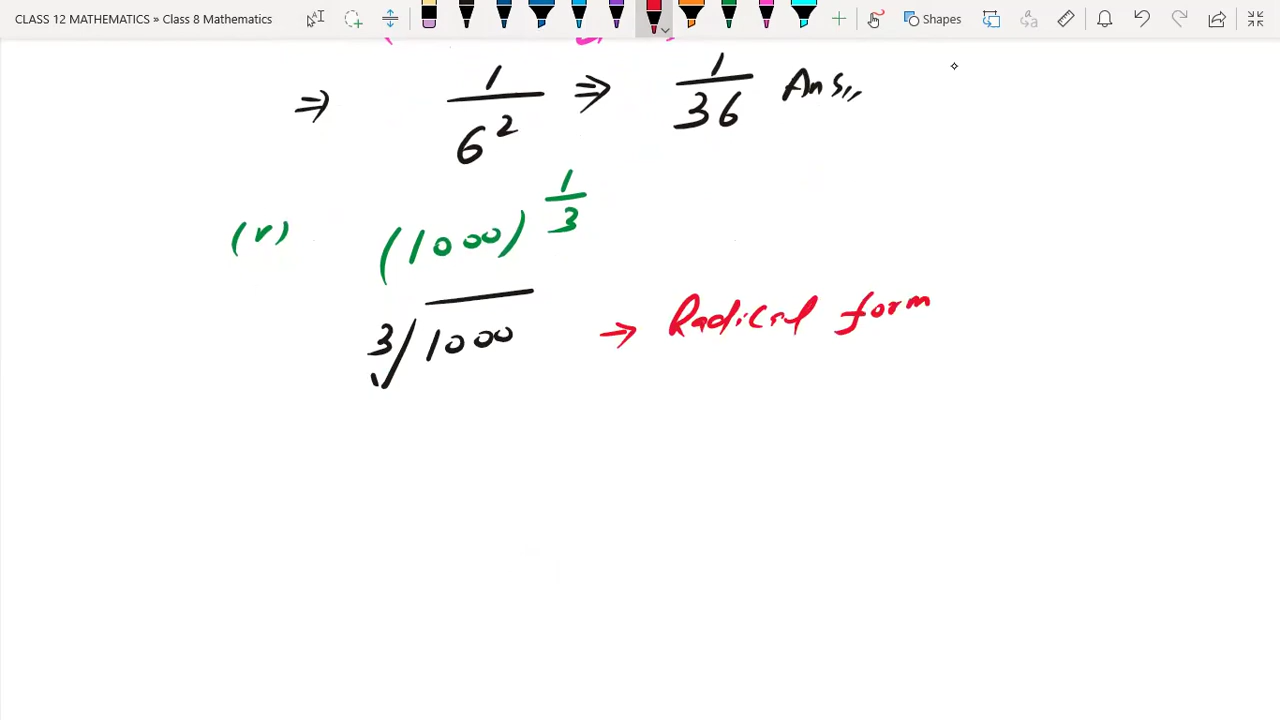 CLASS 12 MATHEMATICS » Class 8 Mathematics Shapes
⇒ 1/6² ⇒ 1/36 Ans,,
(v) (1000)^(1/3)
∛1000 → Radical form